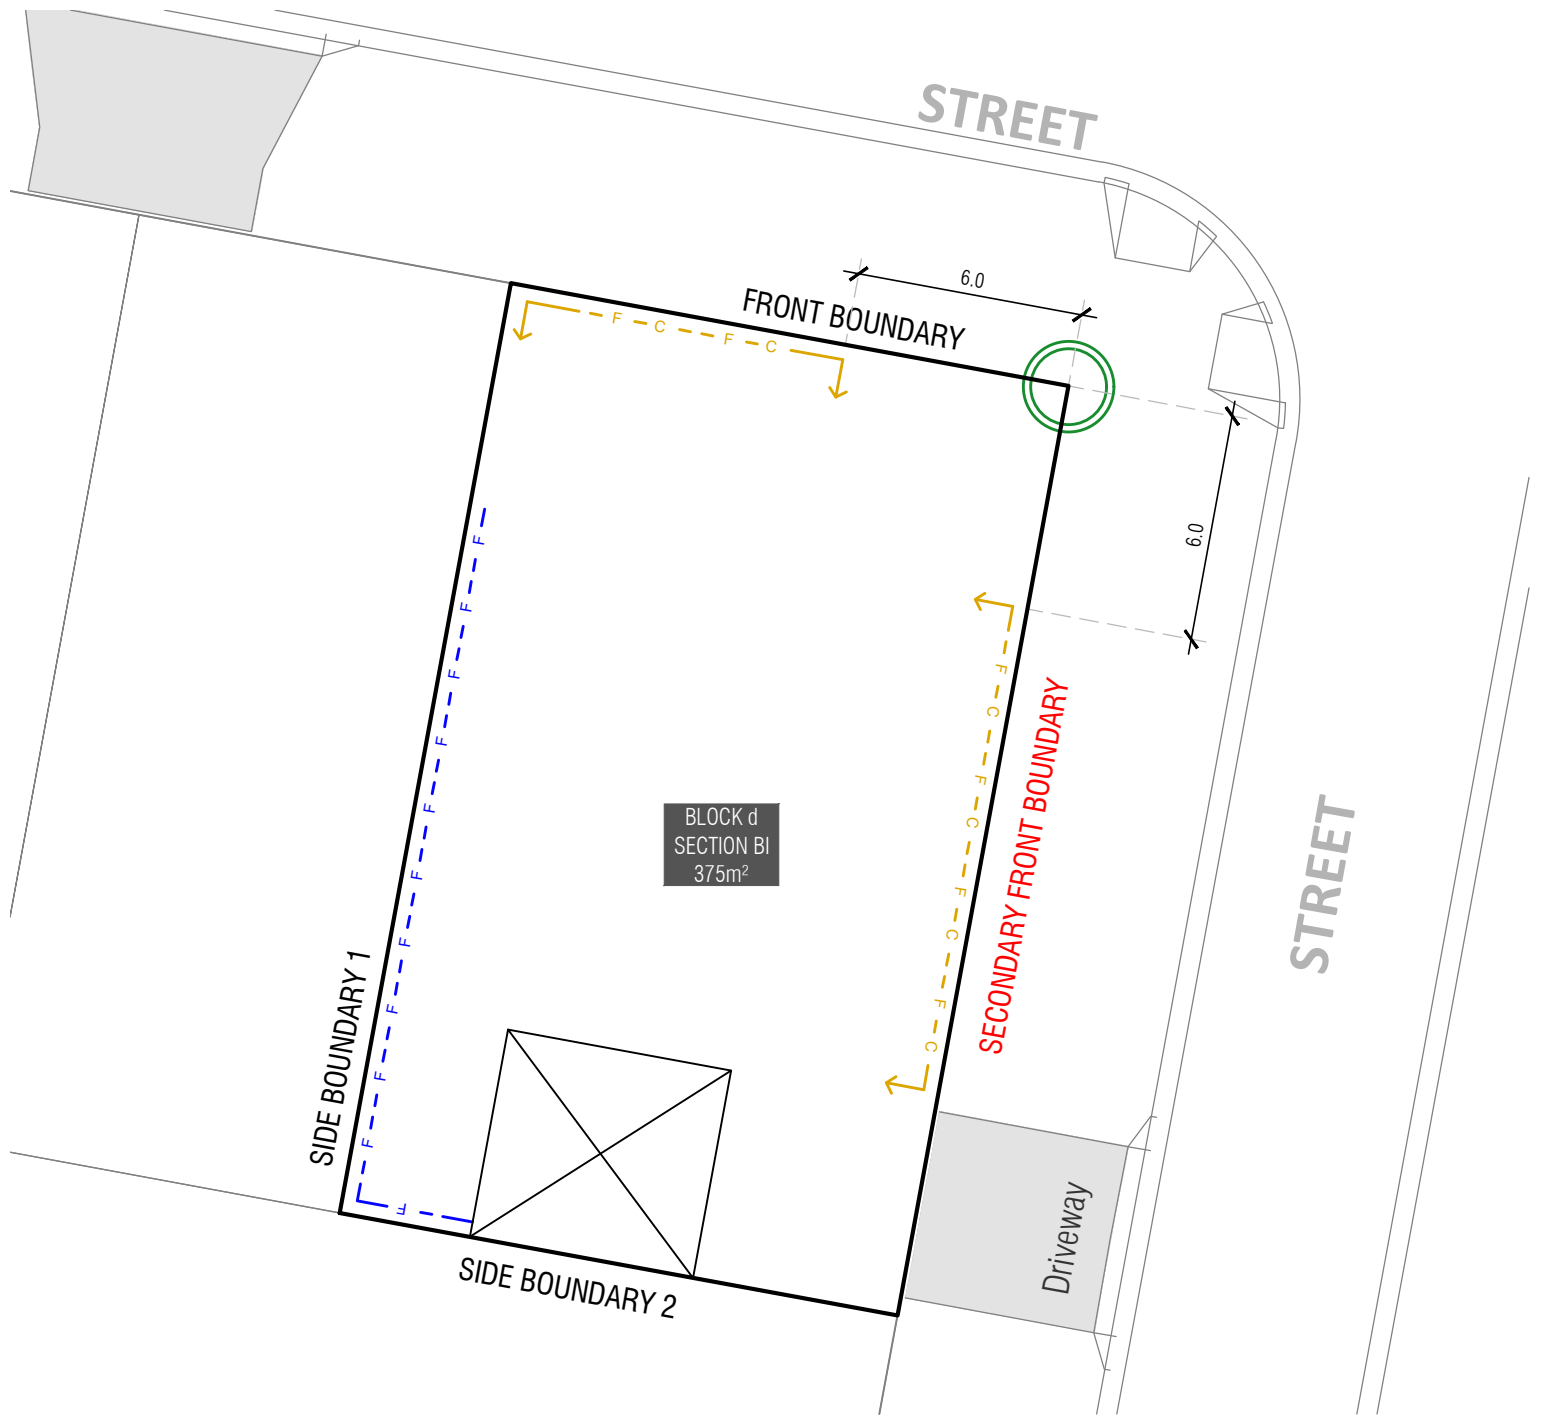 STREET
6.0
FRONT BOUNDARY
F C F C
6.0
F F F F F F F F F F
F C F C F C F C
SECONDARY FRONT BOUNDARY
BLOCK d
SECTION BI
375m²
STREET
SIDE BOUNDARY 1
F
SIDE BOUNDARY 2
Driveway